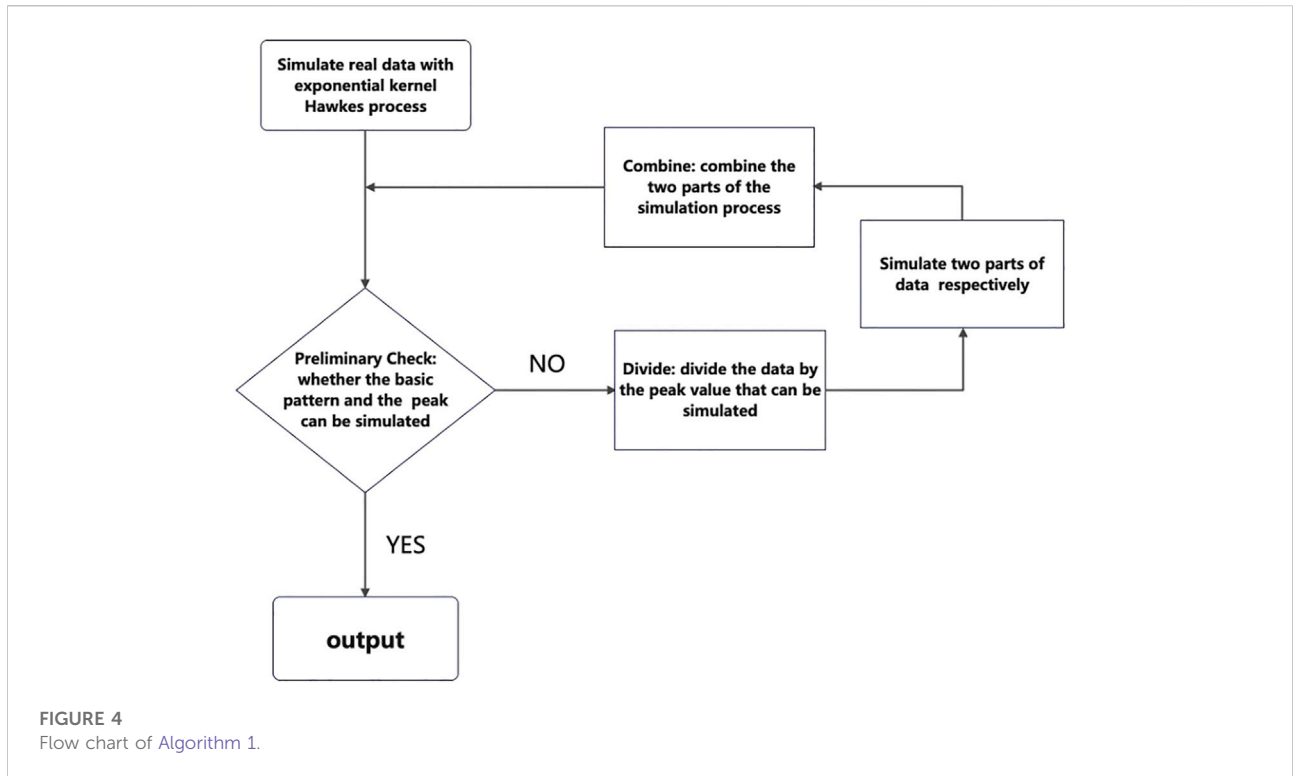 Simulate real data with
exponential kernel
Hawkes process
Combine: combine the
two parts of the
simulation process
Simulate two parts of
data respectively
Preliminary Check:
whether the basic
pattern and the peak
can be simulated
NO
Divide: divide the data by
the peak value that can be
simulated
YES
output
FIGURE 4
Flow chart of Algorithm 1.